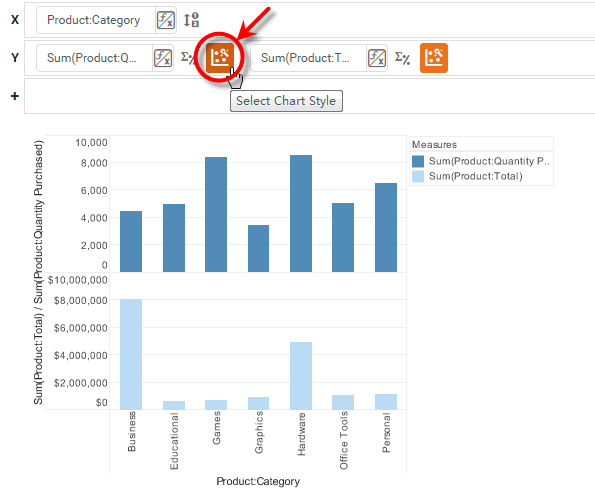 X Product:Category
Y Sum(Product:Q... Sum(Product:T...
+
Select Chart Style
Measures
Sum(Product:Quantity P..
Sum(Product:Total)
Sum(Product:Total) / Sum(Product:Quantity Purchased)
10,000
8,000
6,000
4,000
2,000
0
$10,000,000
$8,000,000
$6,000,000
$4,000,000
$2,000,000
$0
Business
Educational
Games
Graphics
Hardware
Office Tools
Personal
Product:Category